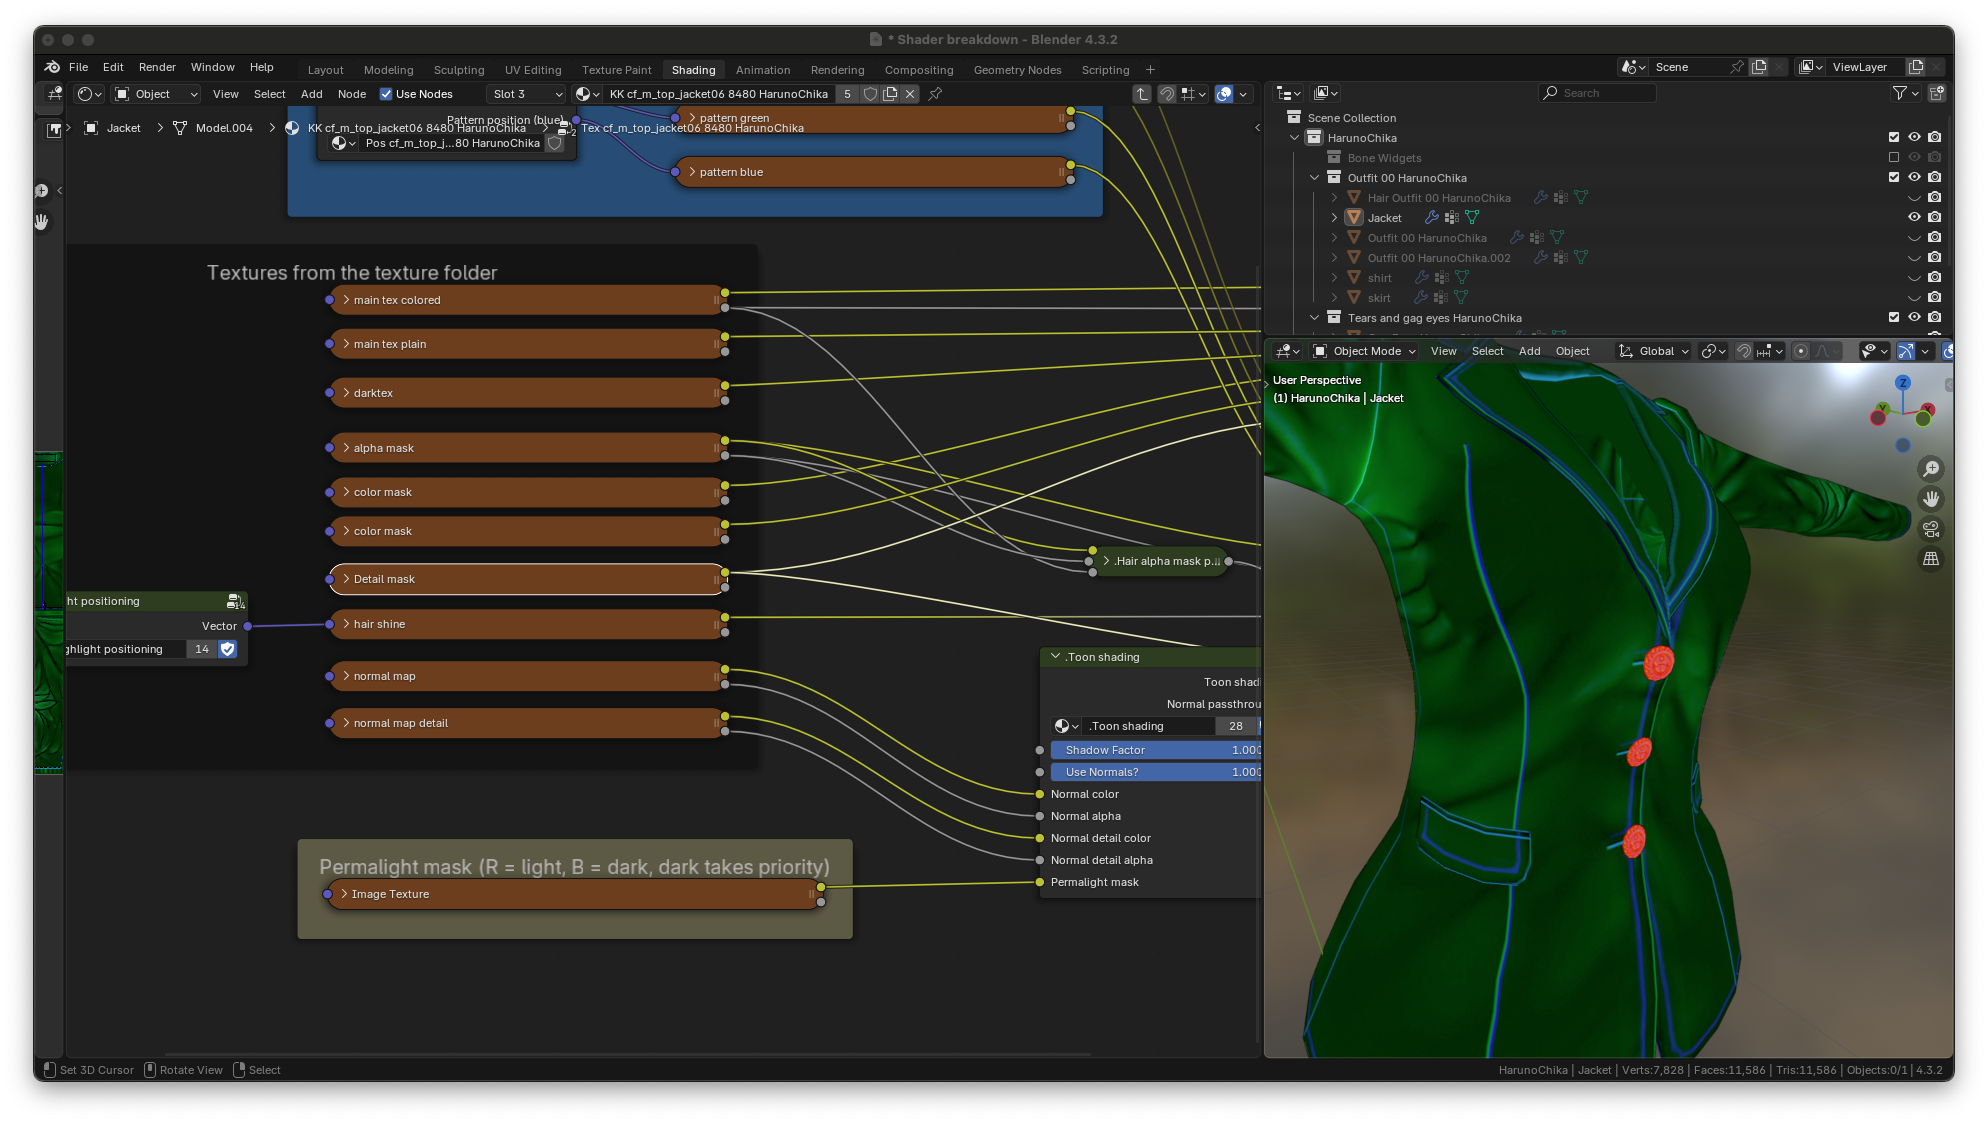 * Shader breakdown - Blender 4.3.2
File Edit Render Window Help
Layout Modeling Sculpting UV Editing Texture Paint Shading Animation Rendering Compositing Geometry Nodes Scripting +
Scene
ViewLayer
Object View Select Add Node Use Nodes Slot 3 KK cf_m_top_jacket06 8480 HarunoChika 5
Search
Pattern position (blue)
pattern green
Jacket > Model.004 > KK cf_m_top_jacket06 8480 HarunoChika > Tex cf_m_top_jacket06 8480 HarunoChika
Pos cf_m_top_j...80 HarunoChika
pattern blue
Textures from the texture folder
main tex colored
main tex plain
darktex
alpha mask
color mask
color mask
Detail mask
hair shine
normal map
normal map detail
ht positioning
14
Vector
ghlight positioning 14
.Hair alpha mask p...
.Toon shading
Toon shadi
Normal passthrou
.Toon shading 28
Shadow Factor 1.000
Use Normals? 1.000
Normal color
Normal alpha
Normal detail color
Normal detail alpha
Permalight mask
Permalight mask (R = light, B = dark, dark takes priority)
Image Texture
Scene Collection
HarunoChika
Bone Widgets
Outfit 00 HarunoChika
Hair Outfit 00 HarunoChika
Jacket
Outfit 00 HarunoChika
Outfit 00 HarunoChika.002
shirt
skirt
Tears and gag eyes HarunoChika
Object Mode View Select Add Object Global
User Perspective
(1) HarunoChika | Jacket
Z
Set 3D Cursor Rotate View Select
HarunoChika | Jacket | Verts:7,828 | Faces:11,586 | Tris:11,586 | Objects:0/1 | 4.3.2